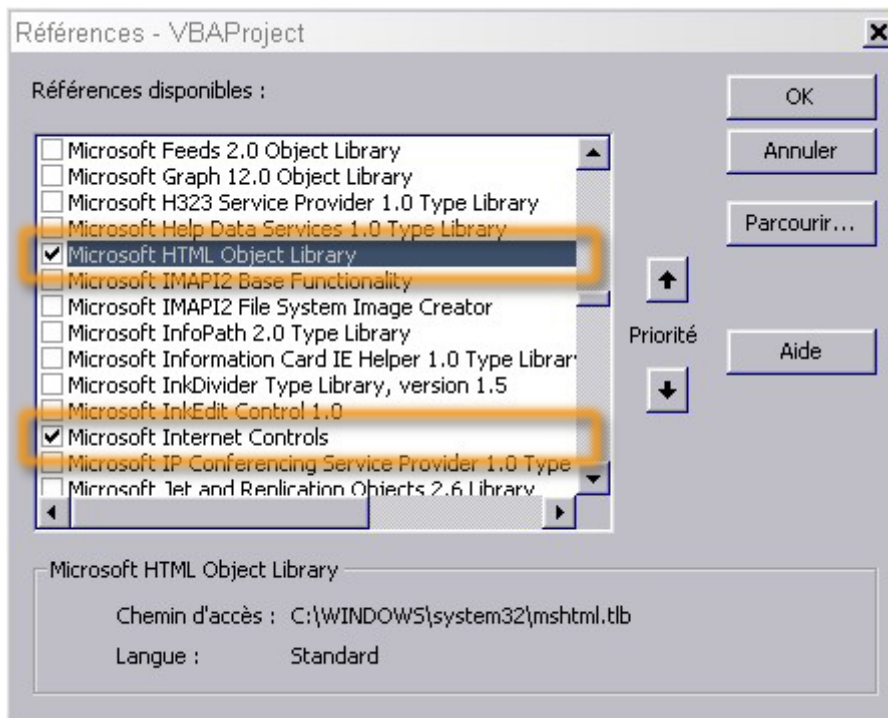 Références - VBAProject
Références disponibles :
Microsoft Feeds 2.0 Object Library
Microsoft Graph 12.0 Object Library
Microsoft H323 Service Provider 1.0 Type Library
Microsoft Help Data Services 1.0 Type Library
Microsoft HTML Object Library
Microsoft IMAPI2 Base Functionality
Microsoft IMAPI2 File System Image Creator
Microsoft InfoPath 2.0 Type Library
Microsoft Information Card IE Helper 1.0 Type Librar
Microsoft InkDivider Type Library, version 1.5
Microsoft InkEdit Control 1.0
Microsoft Internet Controls
Microsoft IP Conferencing Service Provider 1.0 Type
Microsoft Jet and Replication Objects 2.6 Library
OK
Annuler
Parcourir...
Priorité
Aide
Microsoft HTML Object Library
Chemin d'accès : C:\WINDOWS\system32\mshtml.tlb
Langue : Standard